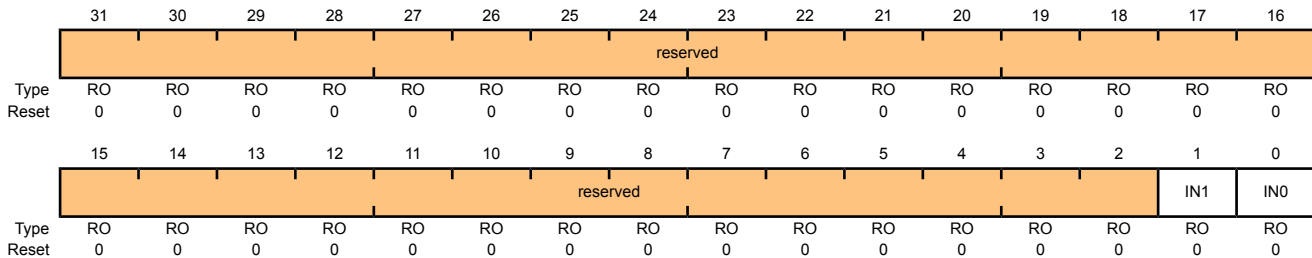 31 30 29 28 27 26 25 24 23 22 21 20 19 18 17 16
reserved
Type RO RO RO RO RO RO RO RO RO RO RO RO RO RO RO RO
Reset 0 0 0 0 0 0 0 0 0 0 0 0 0 0 0 0
15 14 13 12 11 10 9 8 7 6 5 4 3 2 1 0
reserved IN1 IN0
Type RO RO RO RO RO RO RO RO RO RO RO RO RO RO RO RO
Reset 0 0 0 0 0 0 0 0 0 0 0 0 0 0 0 0